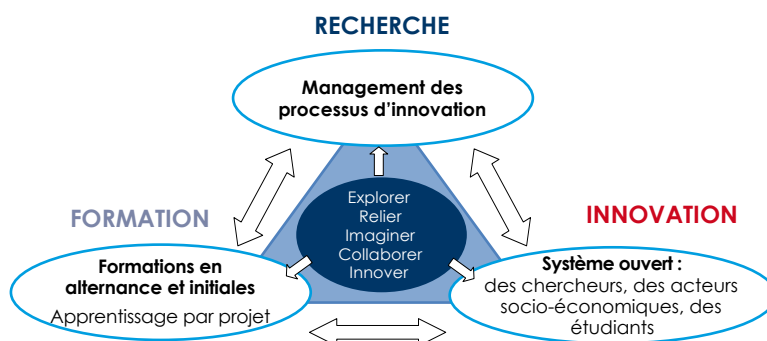 RECHERCHE
Management des
processus d’innovation
Explorer
Relier
Imaginer
Collaborer
Innover
FORMATION
Formations en
alternance et initiales
Apprentissage par projet
INNOVATION
Système ouvert :
des chercheurs, des acteurs
socio-économiques, des
étudiants